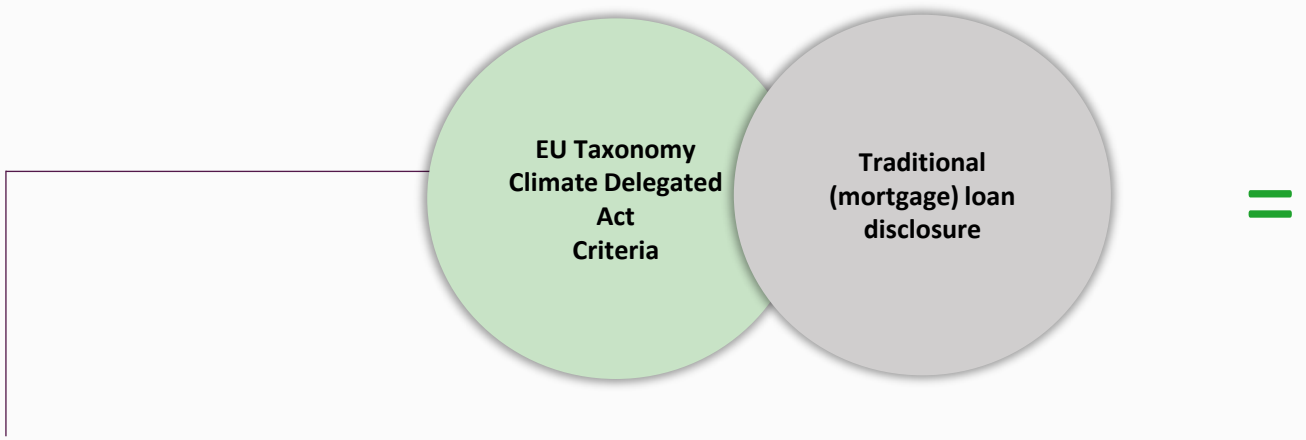 EU Taxonomy
Climate Delegated
Act
Criteria
Traditional
(mortgage) loan
disclosure
=